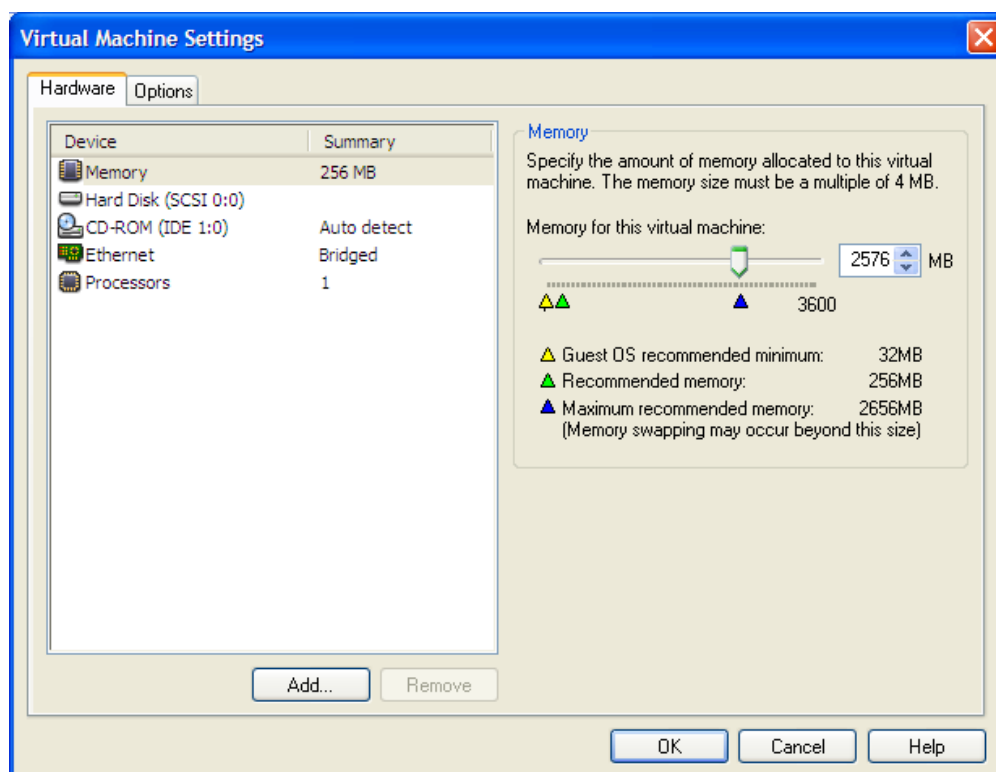 Virtual Machine Settings
Hardware Options
Device Summary
Memory 256 MB
Hard Disk (SCSI 0:0)
CD-ROM (IDE 1:0) Auto detect
Ethernet Bridged
Processors 1
Add... Remove
Memory
Specify the amount of memory allocated to this virtual
machine. The memory size must be a multiple of 4 MB.
Memory for this virtual machine:
2576 MB
3600
Guest OS recommended minimum: 32MB
Recommended memory: 256MB
Maximum recommended memory: 2656MB
(Memory swapping may occur beyond this size)
OK Cancel Help